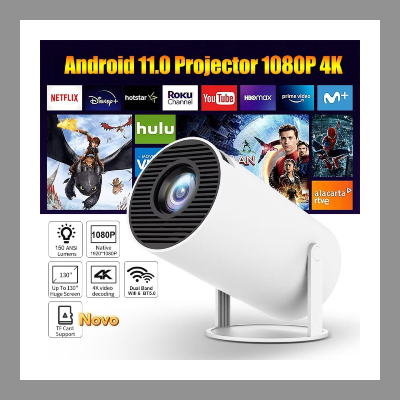 Android 11.0 Projector 1080P 4K
NETFLIX
Disney+
hotstar
Roku
Channel
YouTube
HBOmax
prime video
M+
hulu
alacarta
rtve
150 ANSI
Lumens
1080P
Native
1920*1080P
130"
Up To 130"
Huge Screen
4K
4K video
decoding
Dual Band
Wifi 6 BT5.0
TF Card
Support
Novo